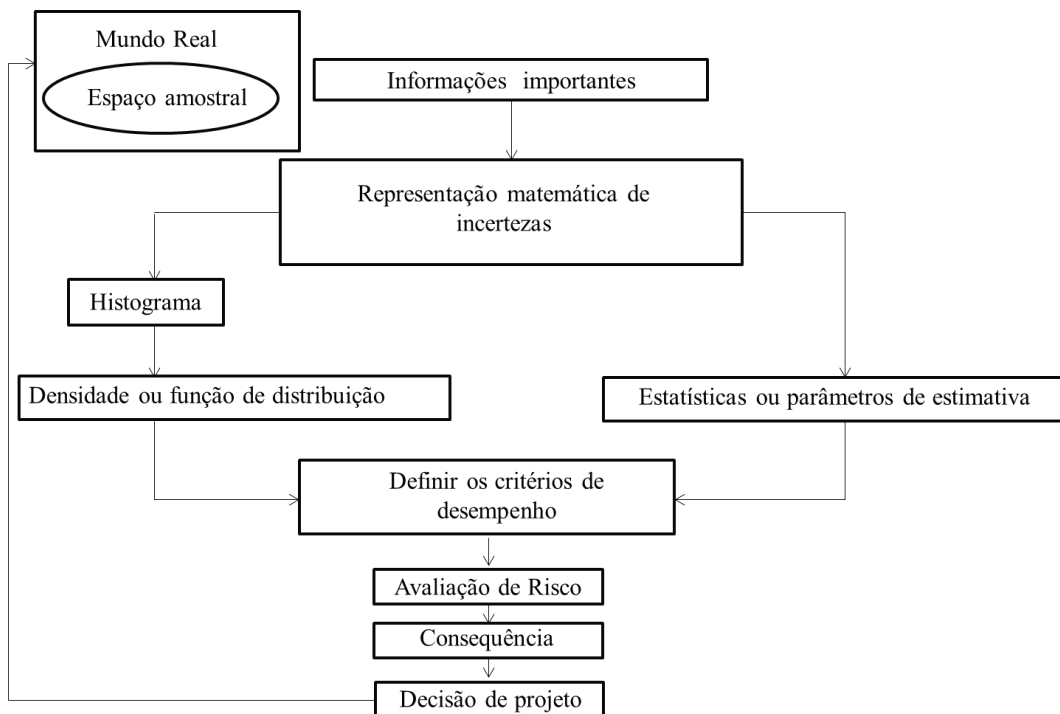 Mundo Real
Espaço amostral
Informações importantes
Representação matemática de
incertezas
Histograma
Densidade ou função de distribuição
Estatísticas ou parâmetros de estimativa
Definir os critérios de
desempenho
Avaliação de Risco
Consequência
Decisão de projeto